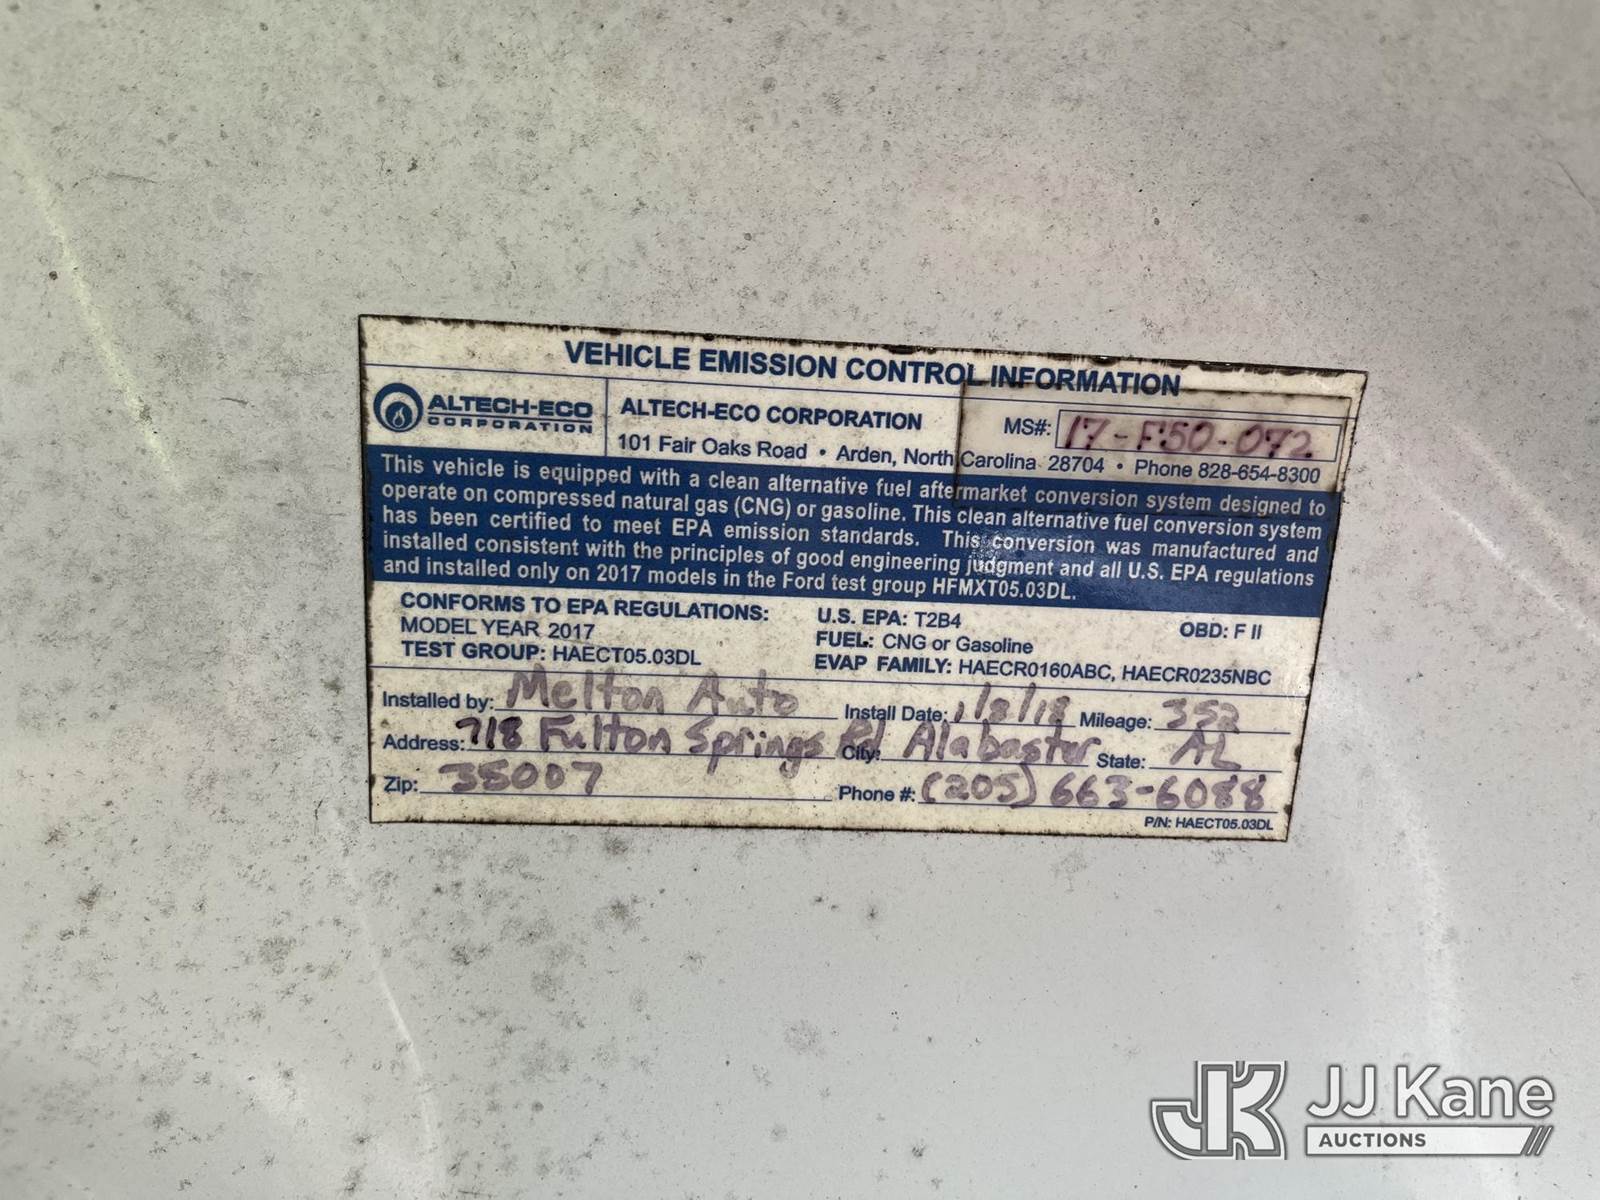 VEHICLE EMISSION CONTROL INFORMATION
ALTECH-ECO
CORPORATION
ALTECH-ECO CORPORATION
MS#: 17-F50-072
101 Fair Oaks Road • Arden, North Carolina 28704 • Phone 828-654-8300
This vehicle is equipped with a clean alternative fuel aftermarket conversion system designed to
operate on compressed natural gas (CNG) or gasoline. This clean alternative fuel conversion system
has been certified to meet EPA emission standards. This conversion was manufactured and
installed consistent with the principles of good engineering judgment and all U.S. EPA regulations
and installed only on 2017 models in the Ford test group HFMXT05.03DL.
CONFORMS TO EPA REGULATIONS:
MODEL YEAR 2017
TEST GROUP: HAECT05.03DL
U.S. EPA: T2B4
OBD: F II
FUEL: CNG or Gasoline
EVAP FAMILY: HAECR0160ABC, HAECR0235NBC
Installed by: Melton Auto Install Date: 1/8/18 Mileage: 352
Address: 718 Fulton Springs Rd City: Alabaster State: AL
Zip: 35007 Phone #: (205) 663-6088
P/N: HAECT05.03DL
JK JJ Kane
AUCTIONS